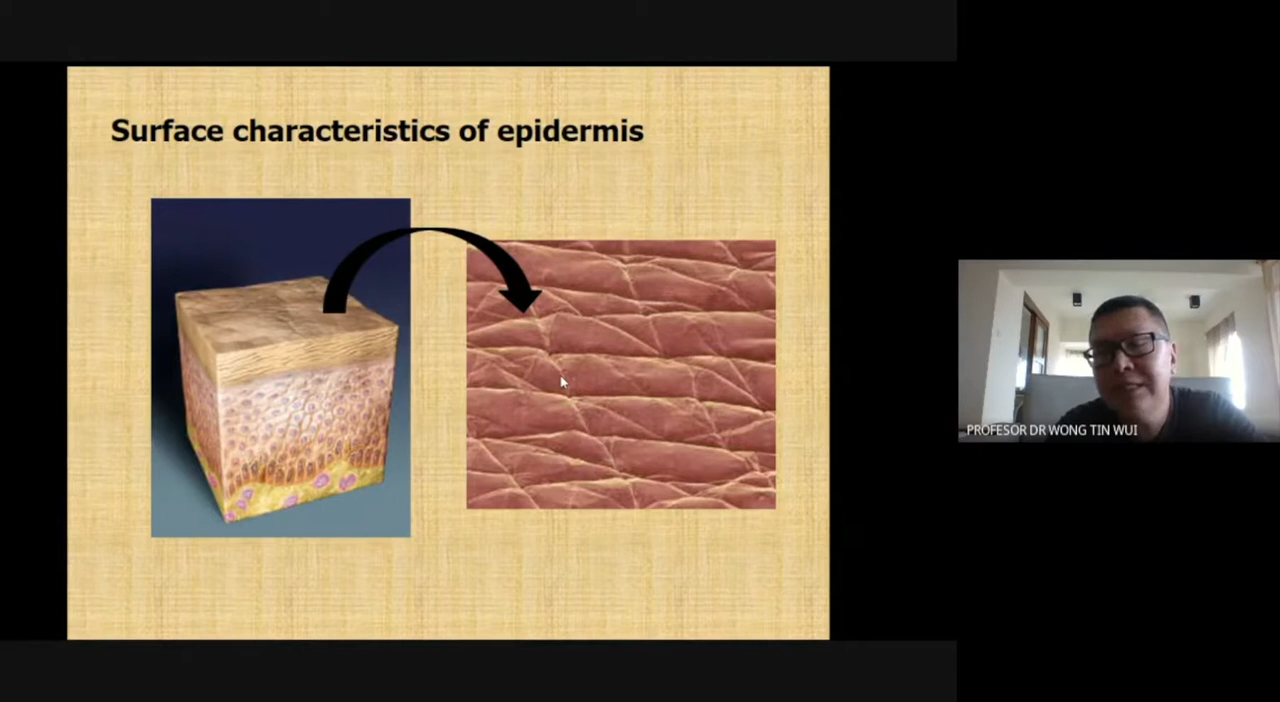 Surface characteristics of epidermis
PROFESOR DR WONG TIN WUI